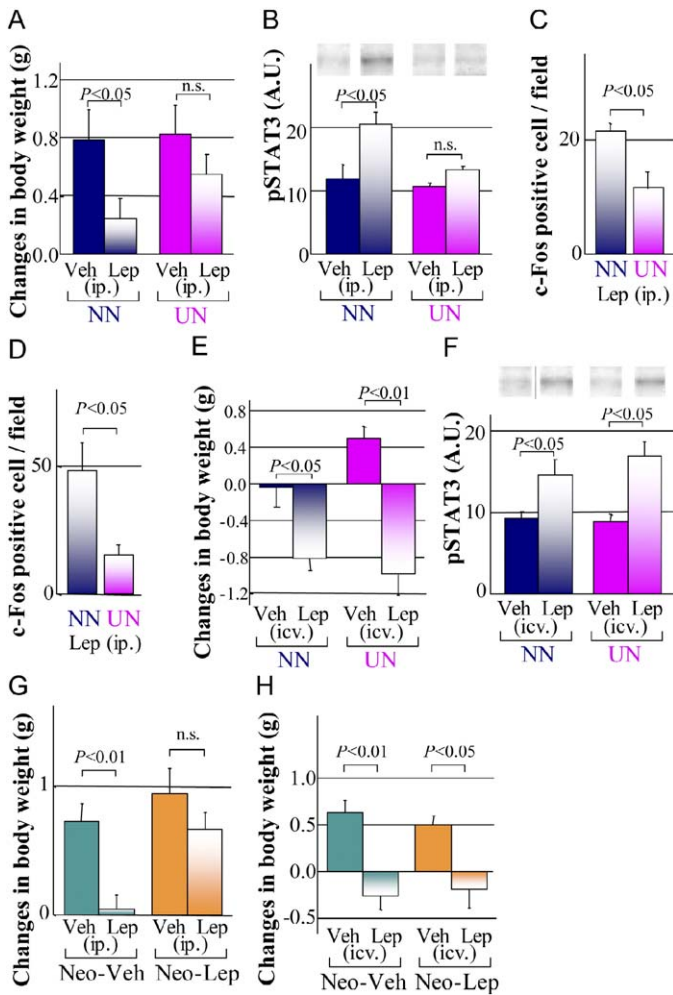 A
Changes in body weight (g)
1.2
0.8
0.4
0.0
P<0.05
n.s.
Veh Lep Veh Lep
(ip.) (ip.)
NN UN
B
pSTAT3 (A.U.)
20
10
0
P<0.05
n.s.
Veh Lep Veh Lep
(ip.) (ip.)
NN UN
C
c-Fos positive cell / field
20
0
P<0.05
NN UN
Lep (ip.)
D
c-Fos positive cell / field
50
0
P<0.05
NN UN
Lep (ip.)
E
Changes in body weight (g)
0.8
0.4
0.0
-0.4
-0.8
-1.2
P<0.05
P<0.01
Veh Lep Veh Lep
(icv.) (icv.)
NN UN
F
pSTAT3 (A.U.)
20
10
0
P<0.05
P<0.05
Veh Lep Veh Lep
(icv.) (icv.)
NN UN
G
Changes in body weight (g)
1
0
P<0.01
n.s.
Veh Lep Veh Lep
(ip.) (ip.)
Neo-Veh Neo-Lep
H
Changes in body weight (g)
1.0
0.5
0.0
-0.5
P<0.01
P<0.05
Veh Lep Veh Lep
(icv.) (icv.)
Neo-Veh Neo-Lep